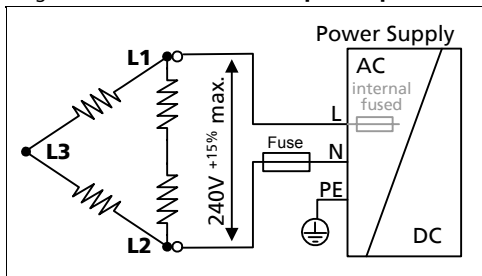 Power Supply
L1
AC
internal
fused
240V +15% max.
L
Fuse
N
L3
PE
L2
DC